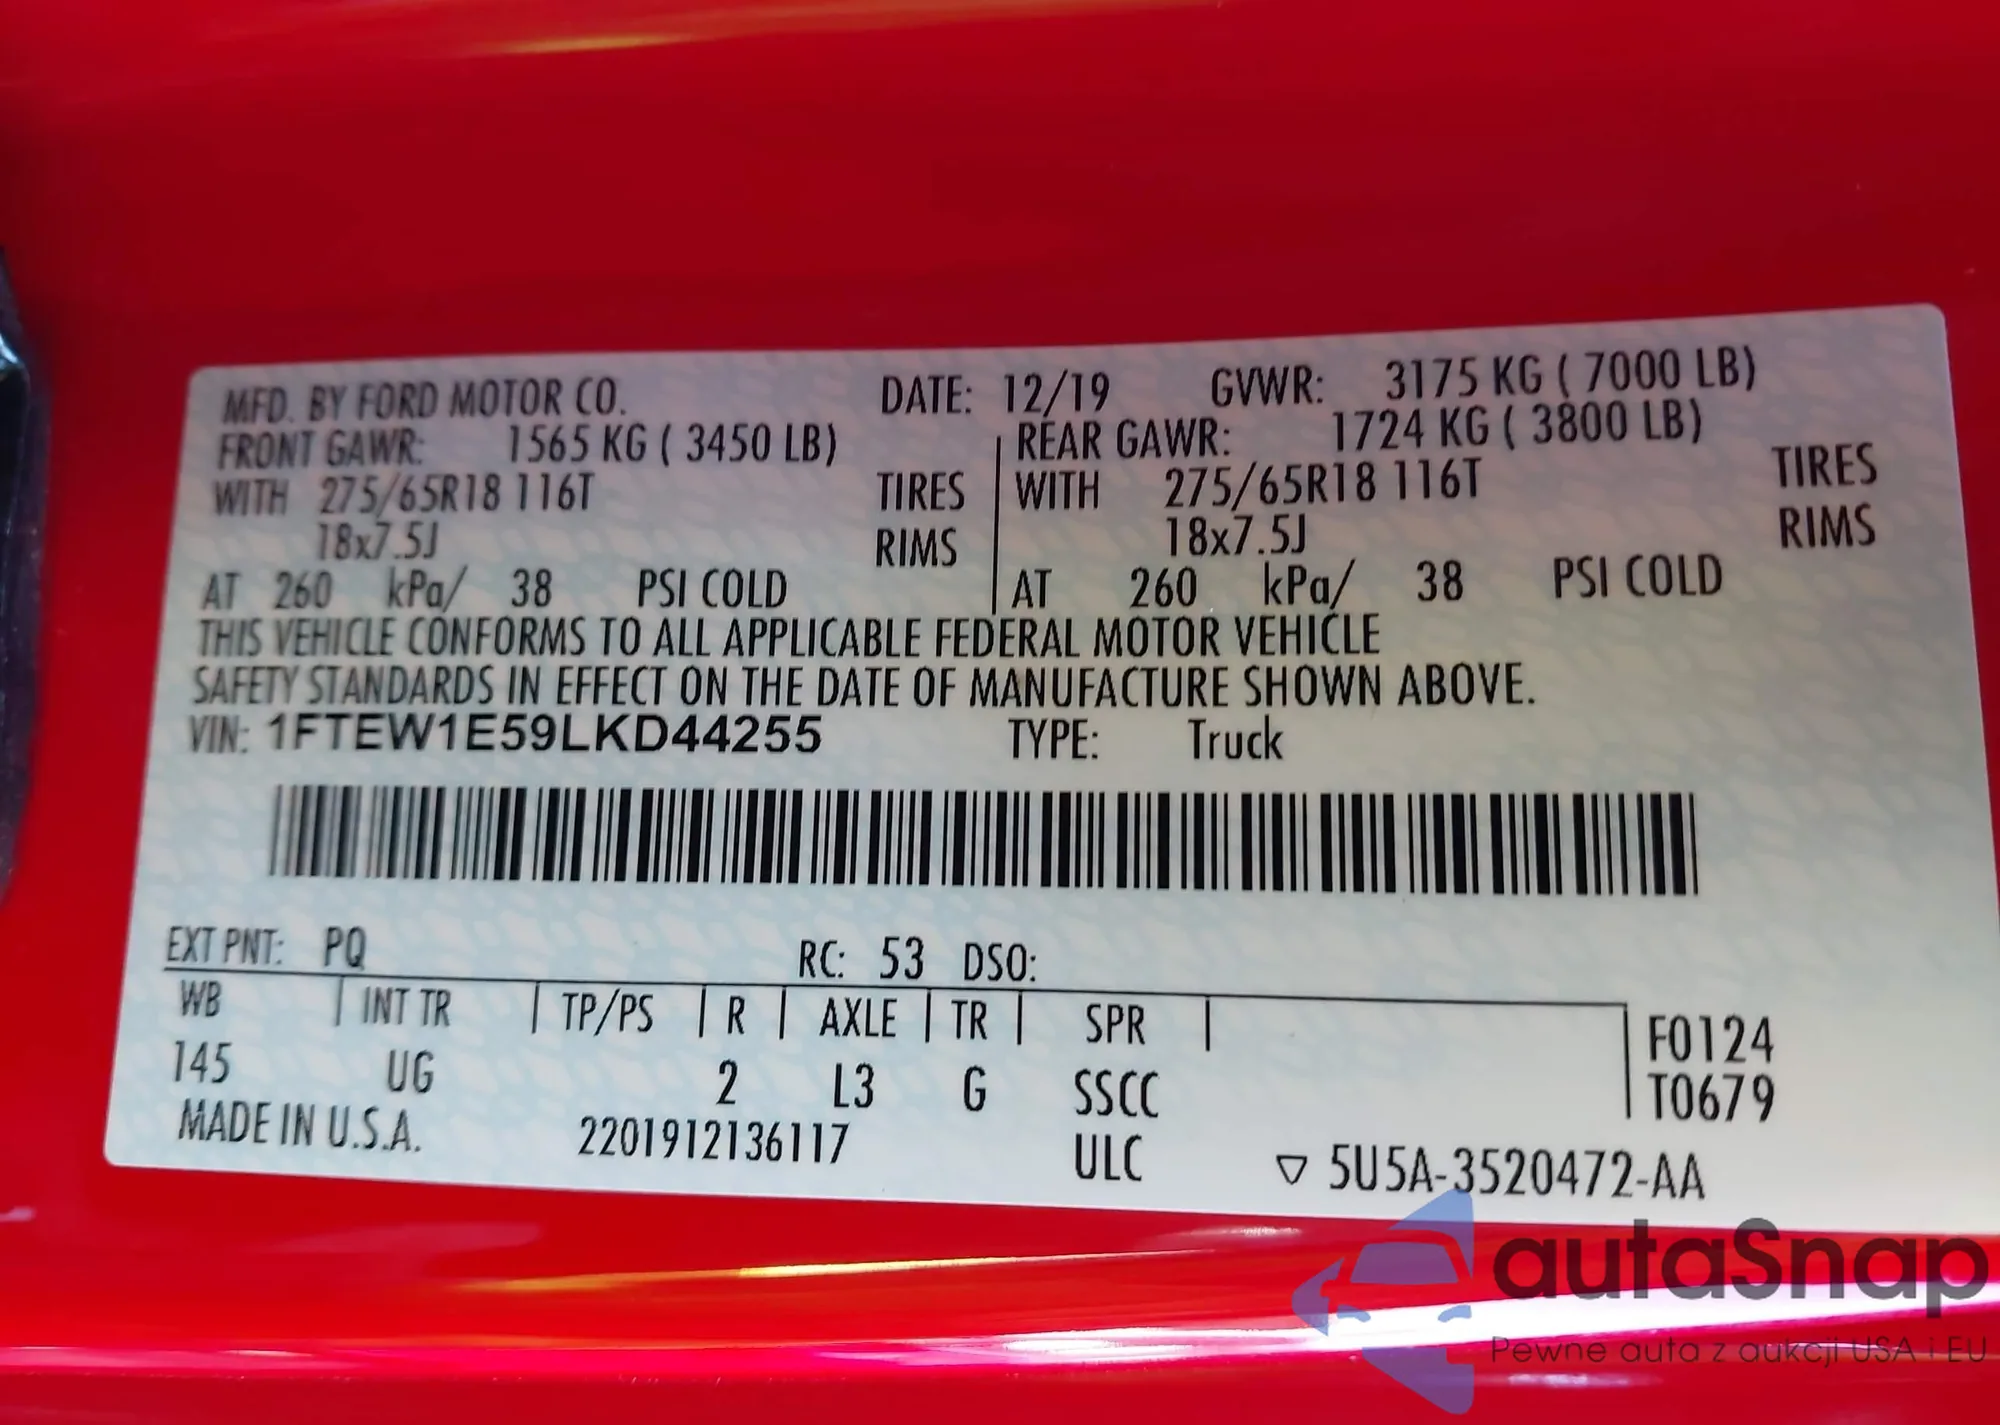 MFD. BY FORD MOTOR CO. DATE: 12/19 GVWR: 3175 KG ( 7000 LB)
FRONT GAWR: 1565 KG ( 3450 LB) REAR GAWR: 1724 KG ( 3800 LB)
WITH 275/65R18 116T TIRES WITH 275/65R18 116T TIRES
18x7.5J RIMS 18x7.5J RIMS
AT 260 kPa/ 38 PSI COLD AT 260 kPa/ 38 PSI COLD
THIS VEHICLE CONFORMS TO ALL APPLICABLE FEDERAL MOTOR VEHICLE
SAFETY STANDARDS IN EFFECT ON THE DATE OF MANUFACTURE SHOWN ABOVE.
VIN: 1FTEW1E59LKD44255 TYPE: Truck
EXT PNT: PQ RC: 53 DSO:
WB INT TR TP/PS R AXLE TR SPR F0124
145 UG 2 L3 G SSCC T0679
MADE IN U.S.A. 2201912136117 ULC ▽ 5U5A-3520472-AA
autaSnap
Pewne auta z aukcji USA i EU